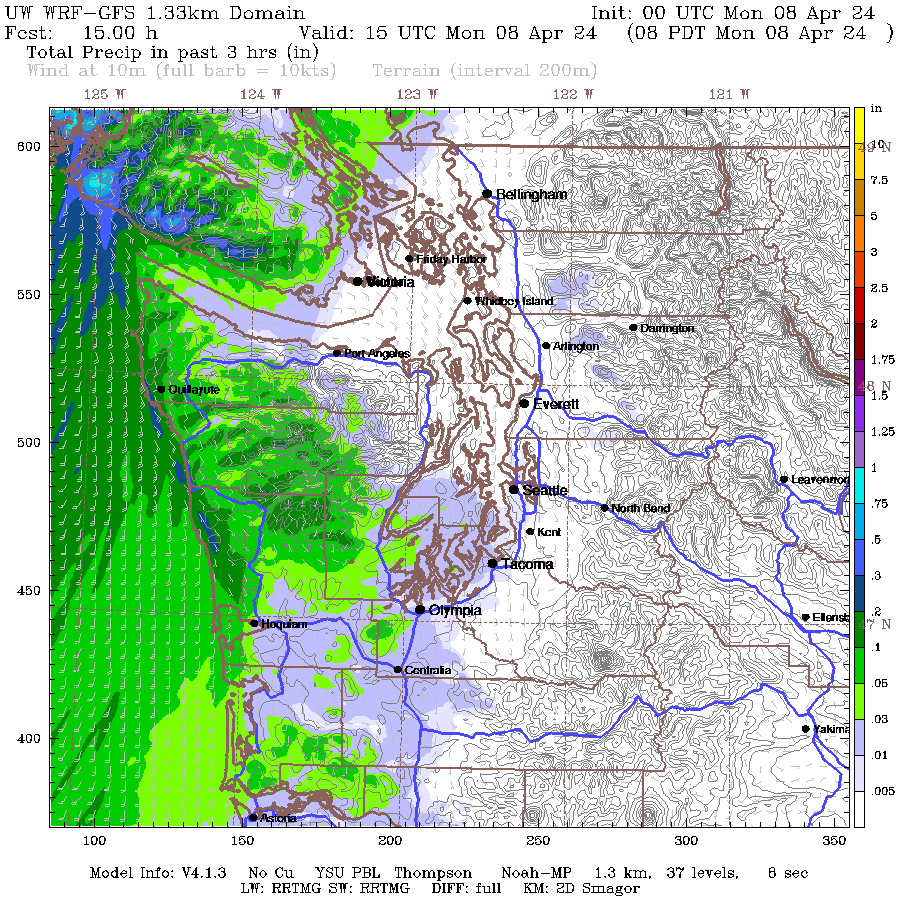 UW WRF-GFS 1.33km Domain Init: 00 UTC Mon 08 Apr 24
Fcst: 15.00 h Valid: 15 UTC Mon 08 Apr 24 (08 PDT Mon 08 Apr 24 )
Total Precip in past 3 hrs (in)
Wind at 10m (full barb = 10kts) Terrain (interval 200m)
125 W 124 W 123 W 122 W 121 W
in
600 10 49 N
Bellingham 7.5
5
Friday Harbor 3
Victoria 2.5
550 Whidbey Island
Darrington 2
Arlington
Port Angeles 1.75
Quillayute 48 N
Everett 1.5
1.25
500
1
Leavenwor
Seattle
North Bend .75
Kent .5
Tacoma .3
450
Olympia .2
Hoquiam Ellensb 47 N
.1
Centralia .05
.03
400 Yakima
.01
.005
Astoria
100 150 200 250 300 350
Model Info: V4.1.3 No Cu YSU PBL Thompson Noah-MP 1.3 km, 37 levels, 8 sec
LW: RRTMG SW: RRTMG DIFF: full KM: 2D Smagor